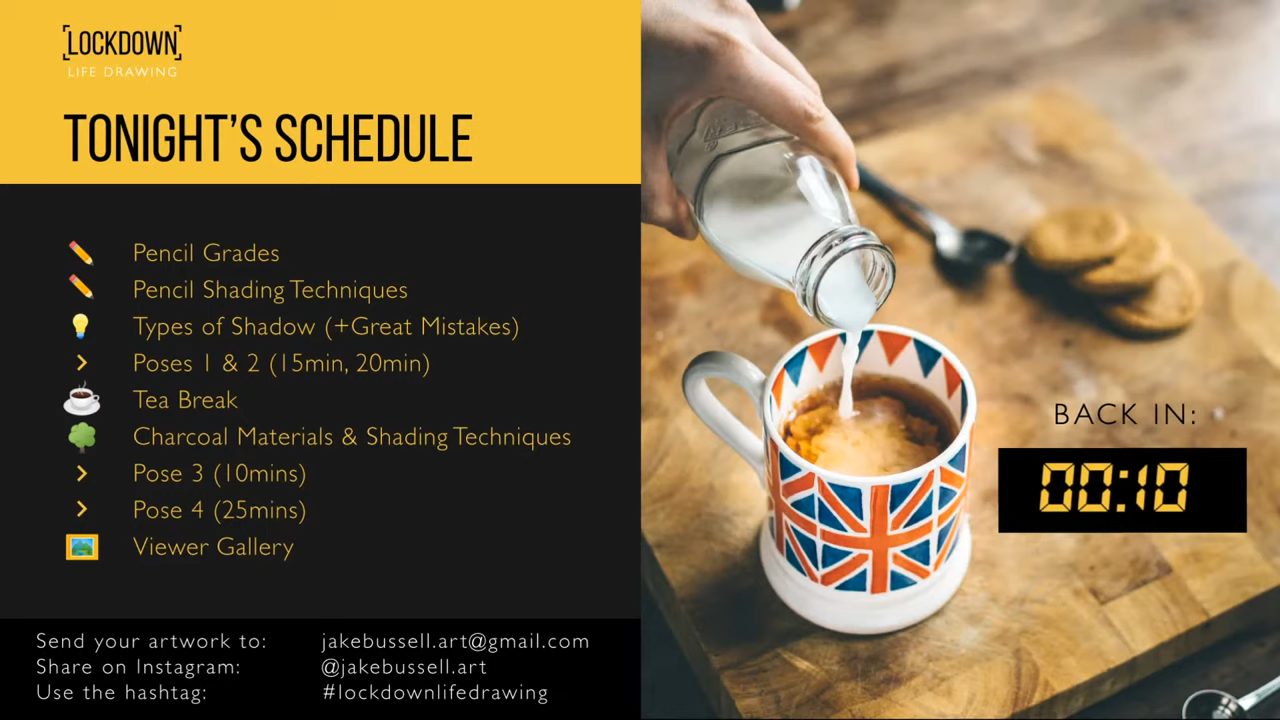 [LOCKDOWN]
LIFE DRAWING
TONIGHT'S SCHEDULE
Pencil Grades
Pencil Shading Techniques
Types of Shadow (+Great Mistakes)
Poses 1 & 2 (15min, 20min)
Tea Break
Charcoal Materials & Shading Techniques
Pose 3 (10mins)
Pose 4 (25mins)
Viewer Gallery
Send your artwork to: jakebussell.art@gmail.com
Share on Instagram: @jakebussell.art
Use the hashtag: #lockdownlifedrawing
BACK IN:
00:10